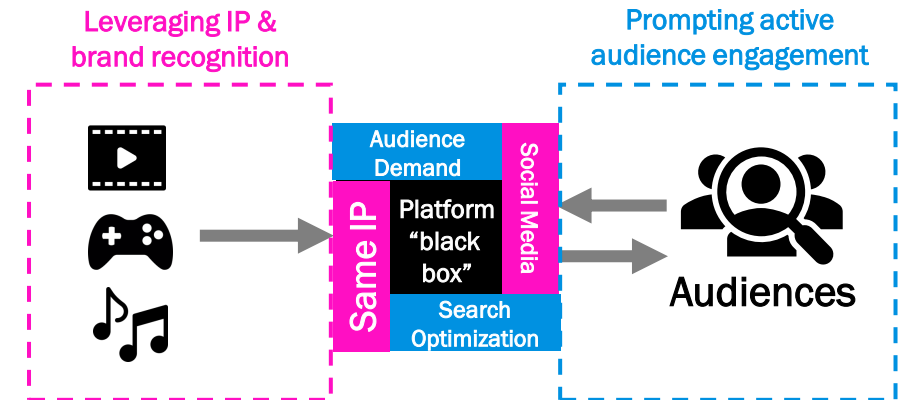 Leveraging IP &
brand recognition
Prompting active
audience engagement
Audience
Demand
Social Media
Same IP
Platform
“black
box”
Search
Optimization
Audiences